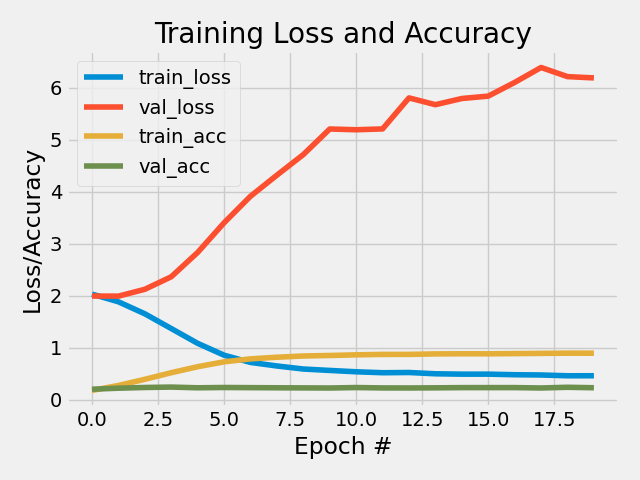 Training Loss and Accuracy
train_loss
val_loss
train_acc
val_acc
Loss/Accuracy
6
5
4
3
2
1
0
0.0 2.5 5.0 7.5 10.0 12.5 15.0 17.5
Epoch #